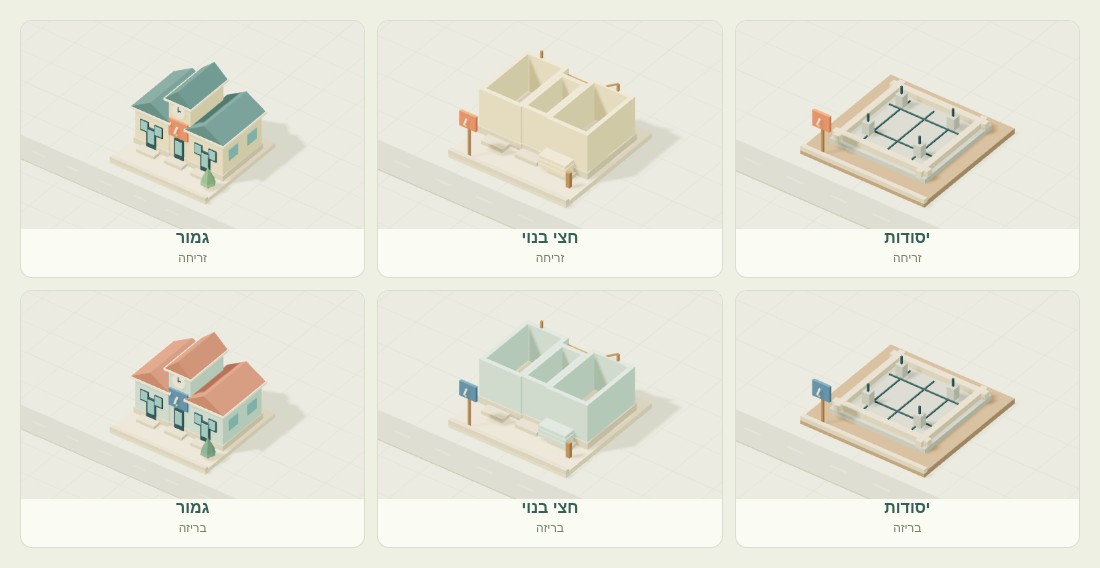 יסודות
זריחה
חצי בנוי
זריחה
גמור
זריחה
יסודות
בריזה
חצי בנוי
בריזה
גמור
בריזה